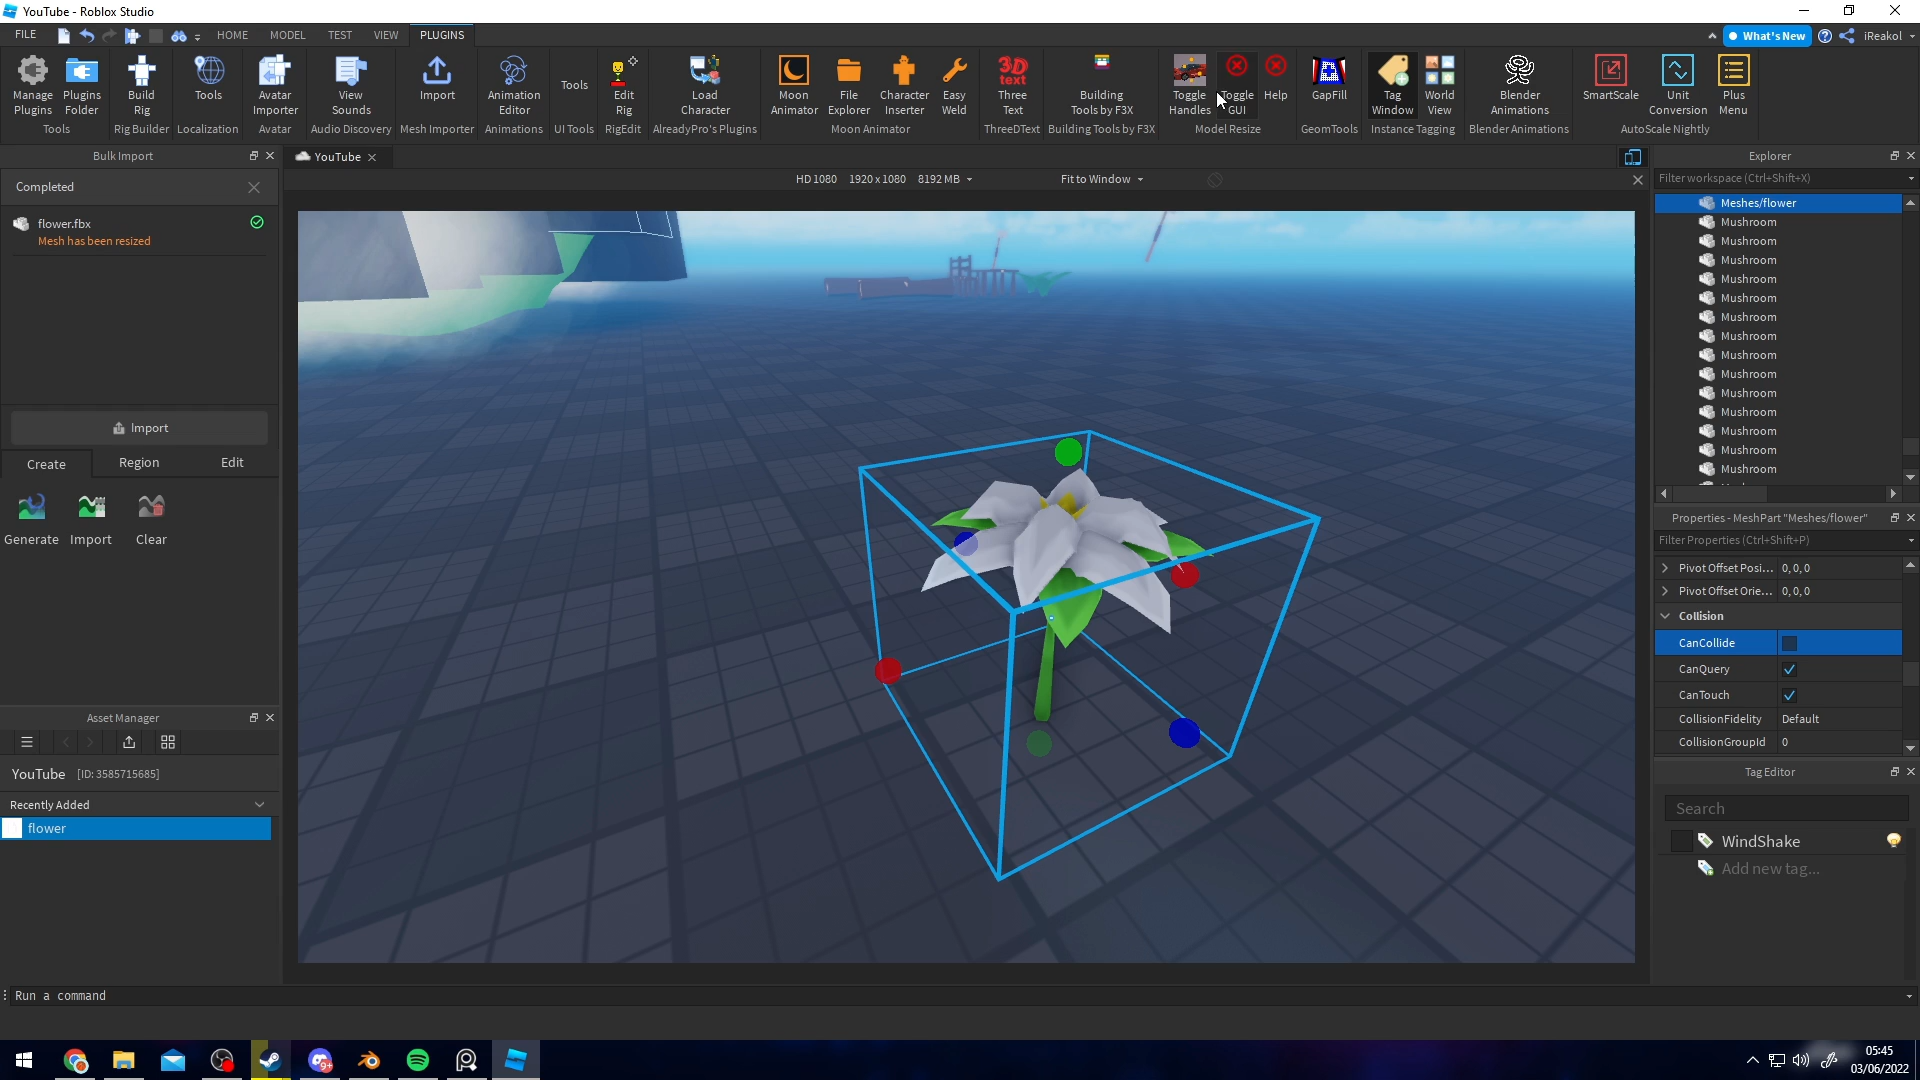 YouTube - Roblox Studio
FILE HOME MODEL TEST VIEW PLUGINS What's New iReakol
Manage Plugins
Plugins Folder
Build Rig
Tools
Avatar Importer
View Sounds
Import
Animation Editor
Tools
Edit Rig
Load Character
Moon Animator
File Explorer
Character Inserter
Easy Weld
3D text
Three Text
Building Tools by F3X
Toggle Handles
Toggle GUI
Help
GapFill
Tag Window
World View
Blender Animations
SmartScale
Unit Conversion
Plus Menu
Tools Rig Builder Localization Avatar Audio Discovery Mesh Importer Animations UI Tools RigEdit AlreadyPro's Plugins Moon Animator ThreeDText Building Tools by F3X Model Resize GeomTools Instance Tagging Blender Animations AutoScale Nightly
Bulk Import
Completed
flower.fbx
Mesh has been resized
Import
Create Region Edit
Generate Import Clear
Asset Manager
YouTube [ID: 3585715685]
Recently Added
flower
YouTube
HD 1080 1920 x 1080 8192 MB Fit to Window
Explorer
Filter workspace (Ctrl+Shift+X)
Meshes/flower
Mushroom
Mushroom
Mushroom
Mushroom
Mushroom
Mushroom
Mushroom
Mushroom
Mushroom
Mushroom
Mushroom
Mushroom
Mushroom
Mushroom
Properties - MeshPart "Meshes/flower"
Filter Properties (Ctrl+Shift+P)
Pivot Offset Posi... 0, 0, 0
Pivot Offset Orie... 0, 0, 0
Collision
CanCollide
CanQuery
CanTouch
CollisionFidelity Default
CollisionGroupId 0
Tag Editor
Search
WindShake
Add new tag...
Run a command
9+
05:45
03/06/2022